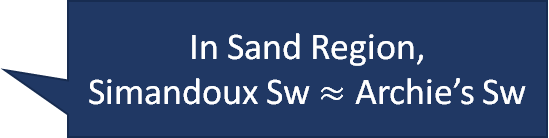 In Sand Region,
Simandoux Sw ≈ Archie's Sw